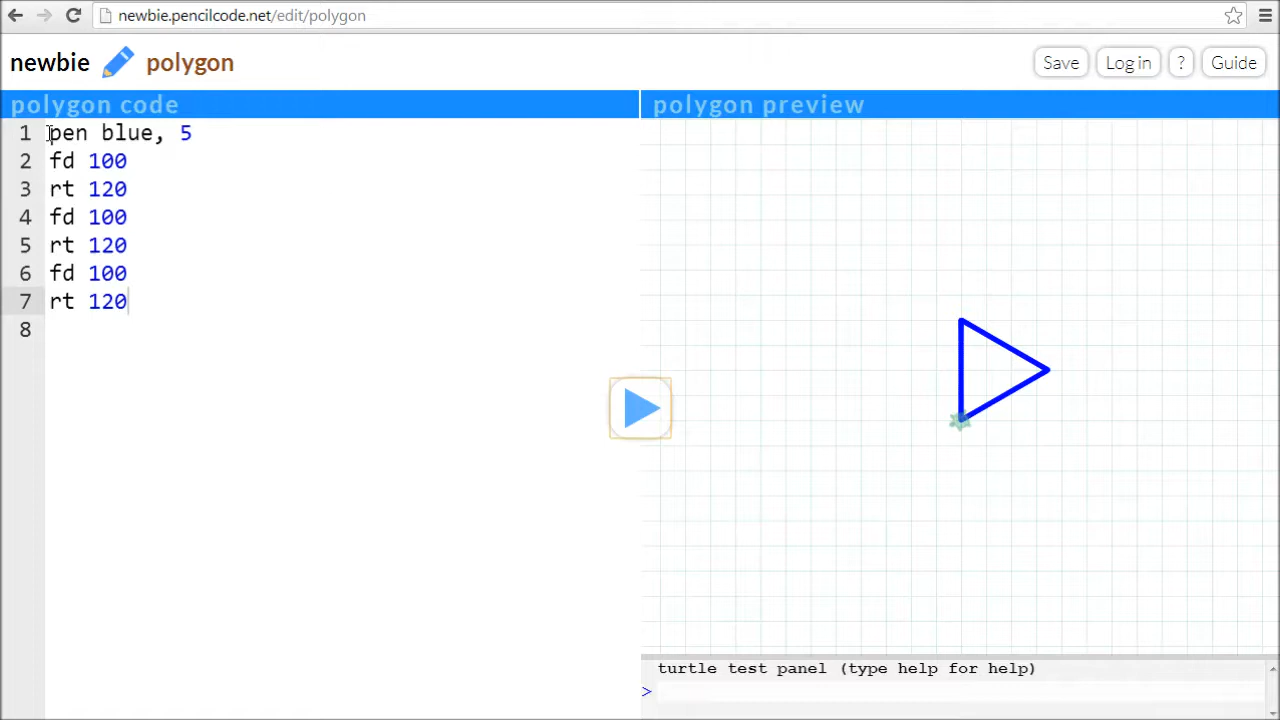 newbie.pencilcode.net/edit/polygon
newbie polygon
Save Log in ? Guide
polygon code
polygon preview
1 pen blue, 5
2 fd 100
3 rt 120
4 fd 100
5 rt 120
6 fd 100
7 rt 120
8
turtle test panel (type help for help)
>